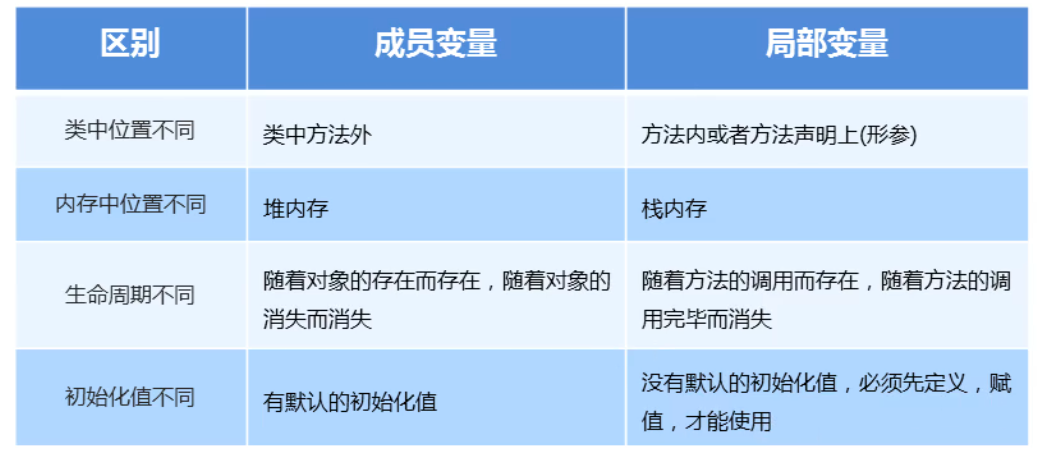 区别
成员变量
局部变量
类中位置不同
类中方法外
方法内或者方法声明上(形参)
内存中位置不同
堆内存
栈内存
生命周期不同
随着对象的存在而存在，随着对象的
消失而消失
随着方法的调用而存在，随着方法的调
用完毕而消失
初始化值不同
有默认的初始化值
没有默认的初始化值，必须先定义，赋
值，才能使用